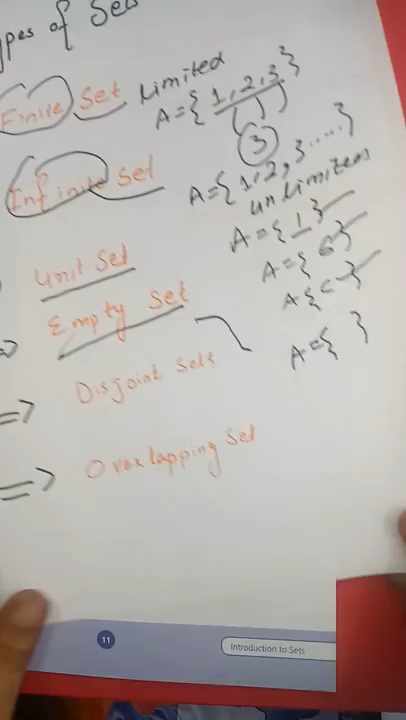 ypes of Sets
Finite Set Limited
A={1,2,3}
3
Infinite Set A={1,2,3.....}
unlimited
Unit Set A={1}
A={6}
Empty Set A{c}
A={ }
=> Disjoint Sets
=> Overlapping Set
11
Introduction to Sets